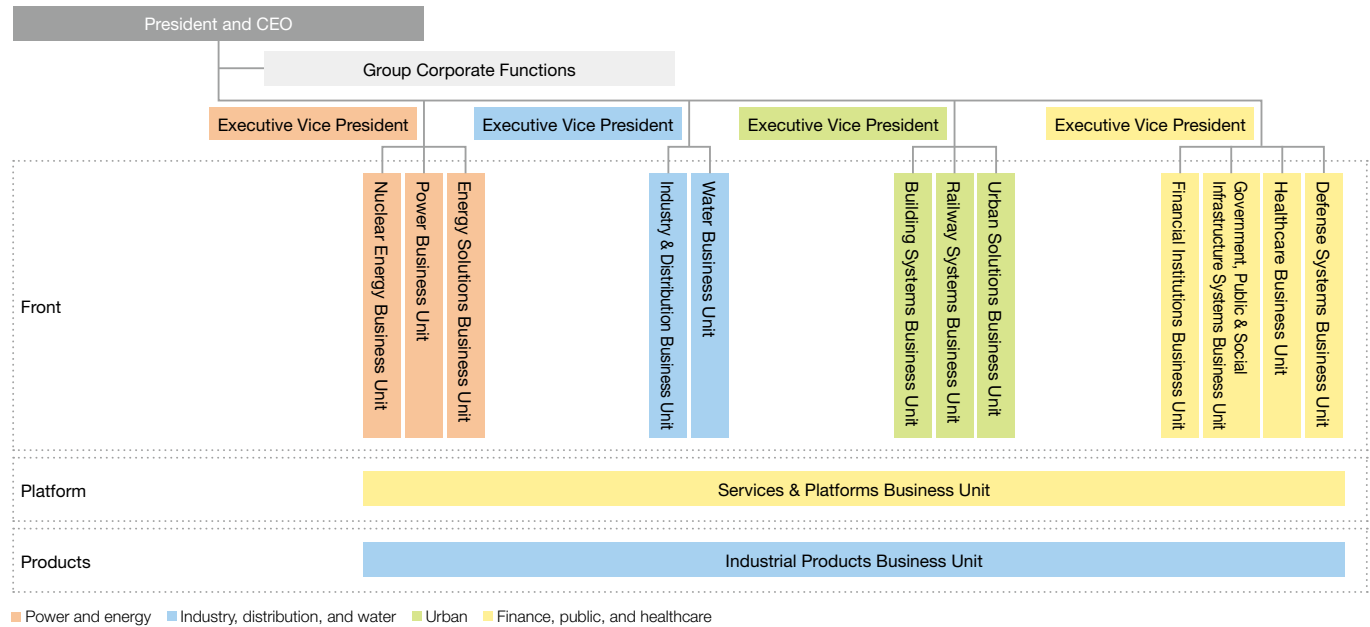 President and CEO
Group Corporate Functions
Executive Vice President
Executive Vice President
Executive Vice President
Executive Vice President
Front
Nuclear Energy Business Unit
Power Business Unit
Energy Solutions Business Unit
Industry & Distribution Business Unit
Water Business Unit
Building Systems Business Unit
Railway Systems Business Unit
Urban Solutions Business Unit
Financial Institutions Business Unit
Government, Public & Social
Infrastructure Systems Business Unit
Healthcare Business Unit
Defense Systems Business Unit
Platform
Services & Platforms Business Unit
Products
Industrial Products Business Unit
Power and energy Industry, distribution, and water Urban Finance, public, and healthcare